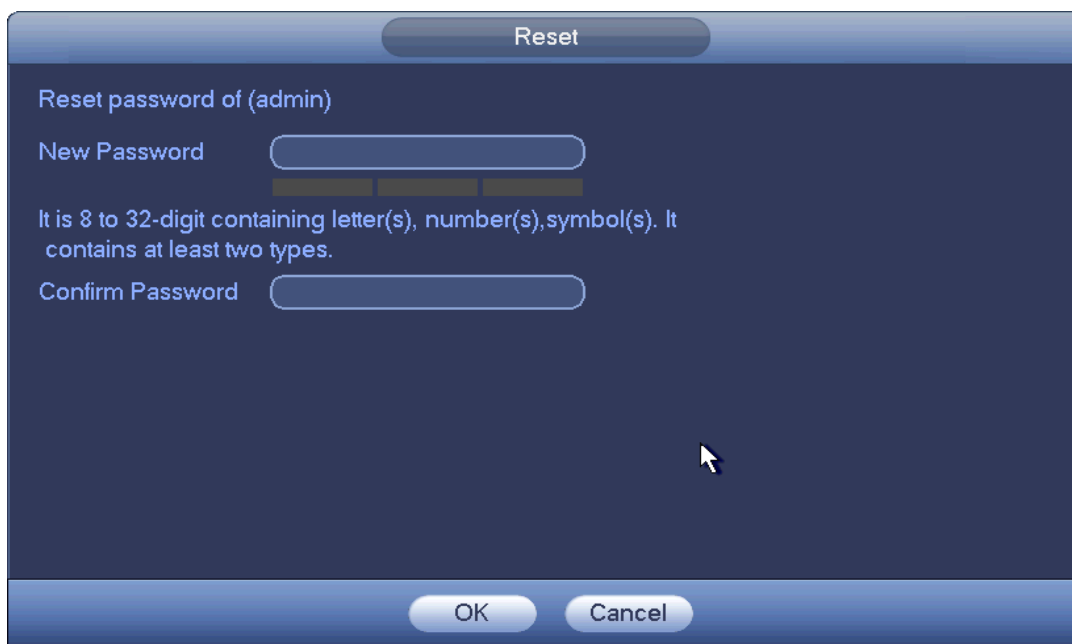 Reset
Reset password of (admin)
New Password
It is 8 to 32-digit containing letter(s), number(s),symbol(s). It
contains at least two types.
Confirm Password
OK
Cancel